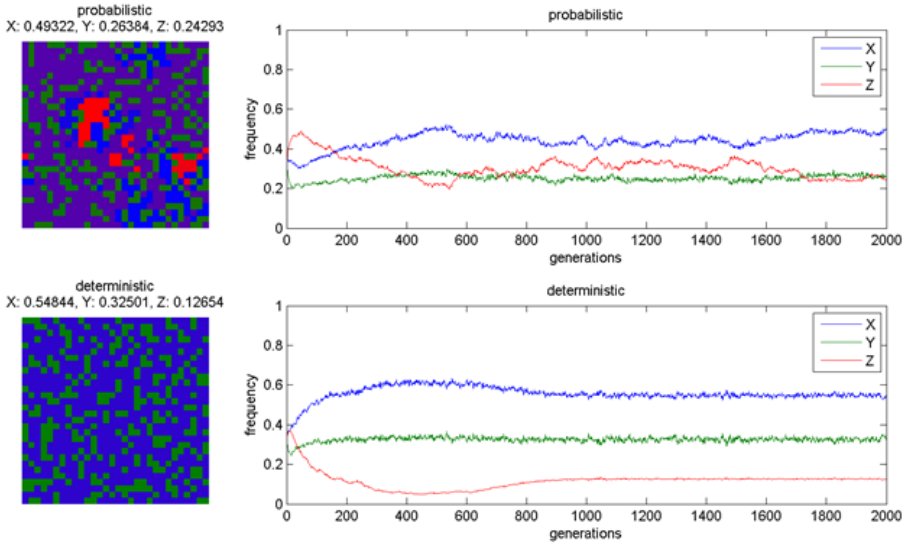 probabilistic
X: 0.49322, Y: 0.26384, Z: 0.24293
probabilistic
1
0.8
0.6
0.4
0.2
0
frequency
X
Y
Z
0 200 400 600 800 1000 1200 1400 1600 1800 2000
generations
deterministic
X: 0.54844, Y: 0.32501, Z: 0.12654
deterministic
1
0.8
0.6
0.4
0.2
0
frequency
X
Y
Z
0 200 400 600 800 1000 1200 1400 1600 1800 2000
generations